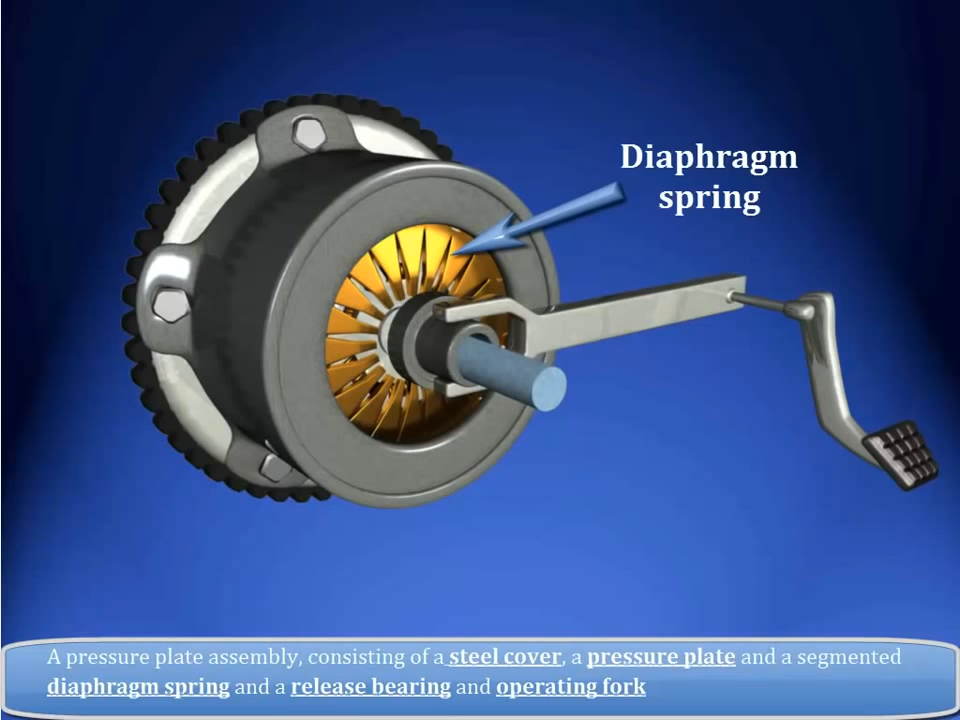 Diaphragm
spring
A pressure plate assembly, consisting of a steel cover, a pressure plate and a segmented
diaphragm spring and a release bearing and operating fork